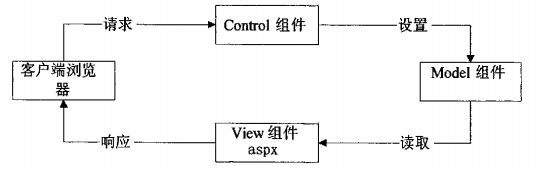 请求
Control 组件
设置
客户端浏览
器
Model 组件
响应
View 组件
aspx
读取